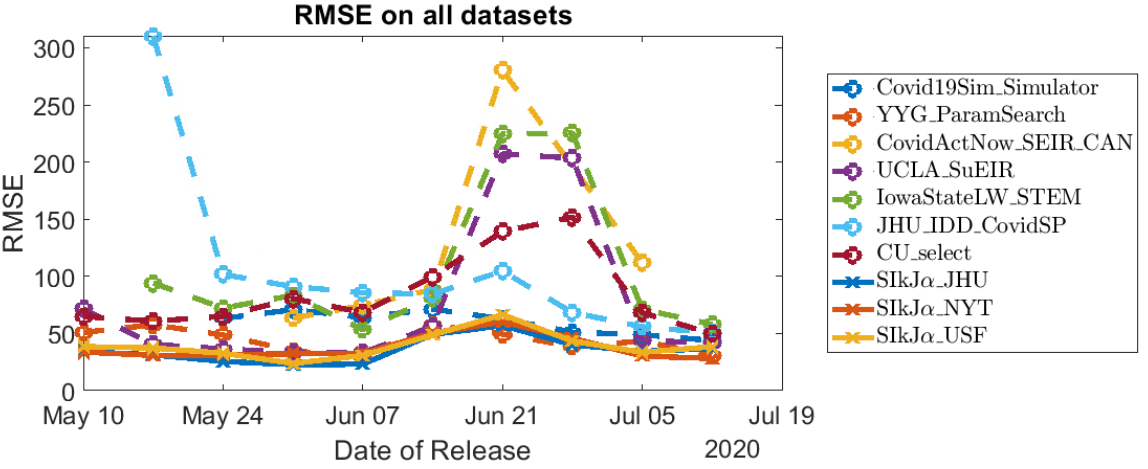 RMSE on all datasets
300
250
200
150
100
50
0
RMSE
May 10
May 24
Jun 07
Jun 21
Jul 05
Jul 19
Date of Release
2020
Covid19Sim_Simulator
YYG_ParamSearch
CovidActNow_SEIR_CAN
UCLA_SuEIR
IowaStateLW_STEM
JHU_IDD_CovidSP
CU_select
SIkJα_JHU
SIkJα_NYT
SIkJα_USF